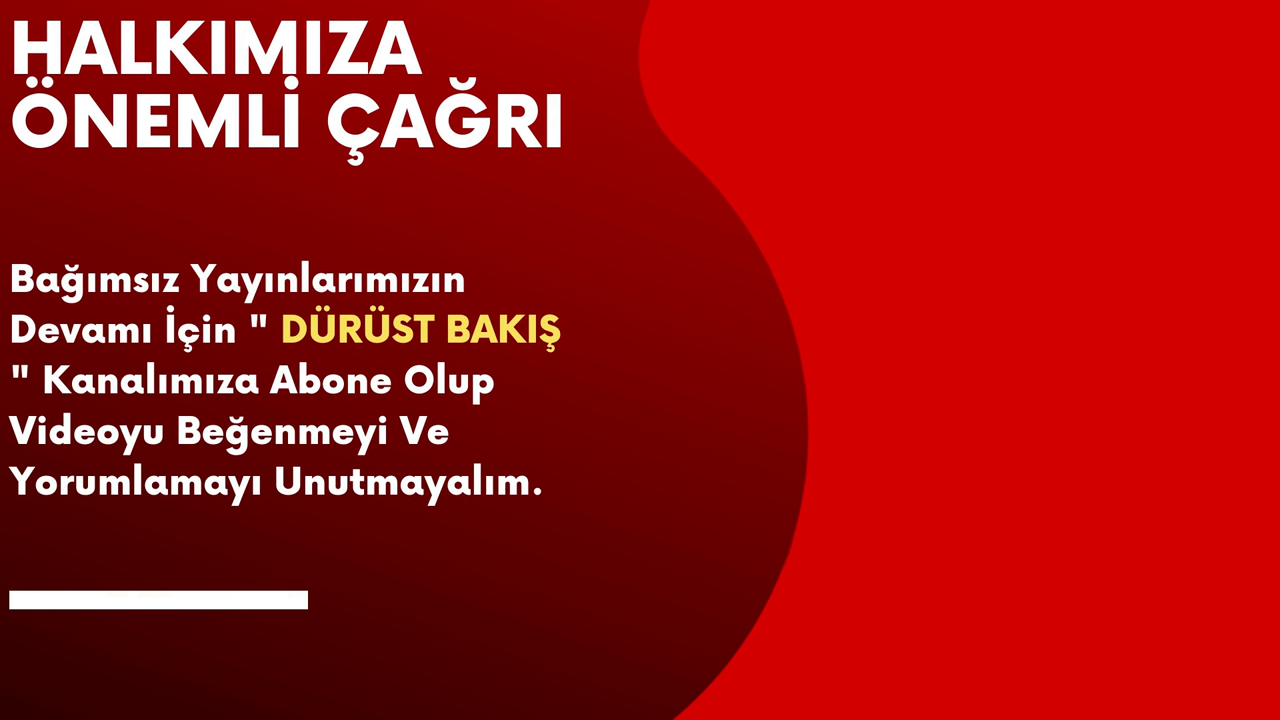 HALKIMIZA
ÖNEMLİ ÇAĞRI
Bağımsız Yayınlarımızın
Devamı İçin " DÜRÜST BAKIŞ
" Kanalımıza Abone Olup
Videoyu Beğenmeyi Ve
Yorumlamayı Unutmayalım.